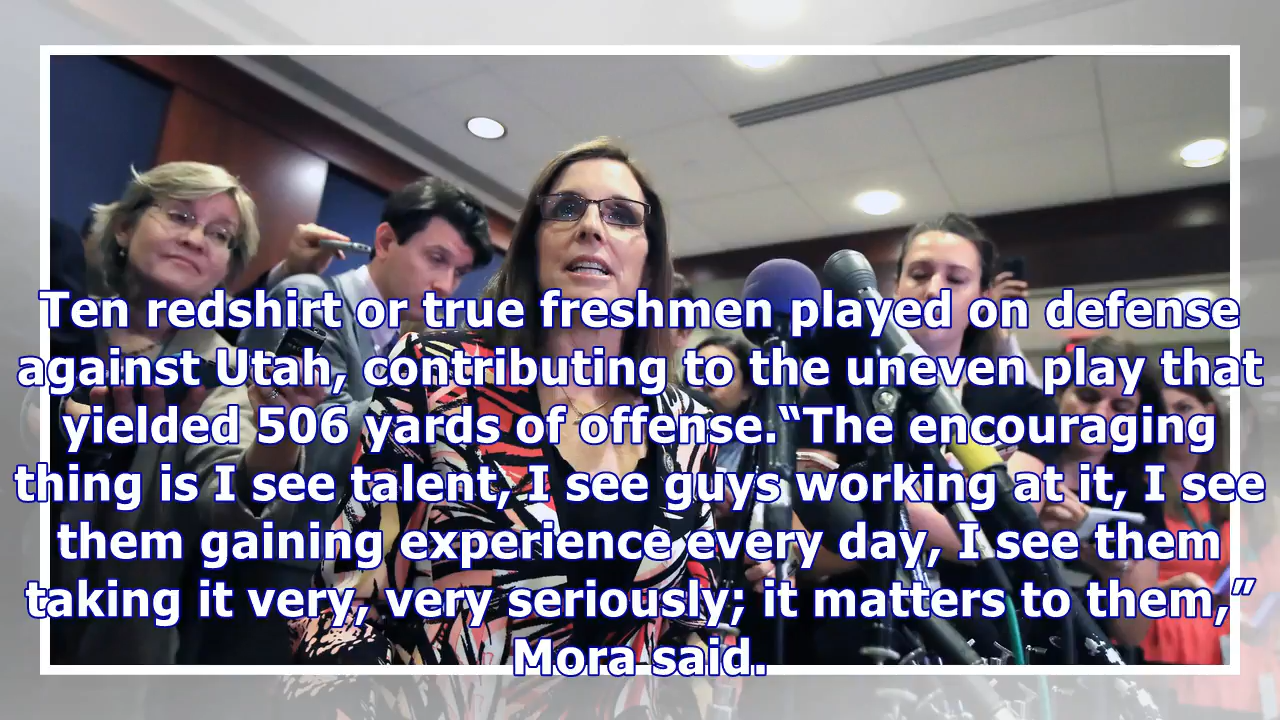 Ten redshirt or true freshmen played on defense
against Utah, contributing to the uneven play that
yielded 506 yards of offense.“The encouraging
thing is I see talent, I see guys working at it, I see
them gaining experience every day, I see them
taking it very, very seriously; it matters to them,”
Mora said.